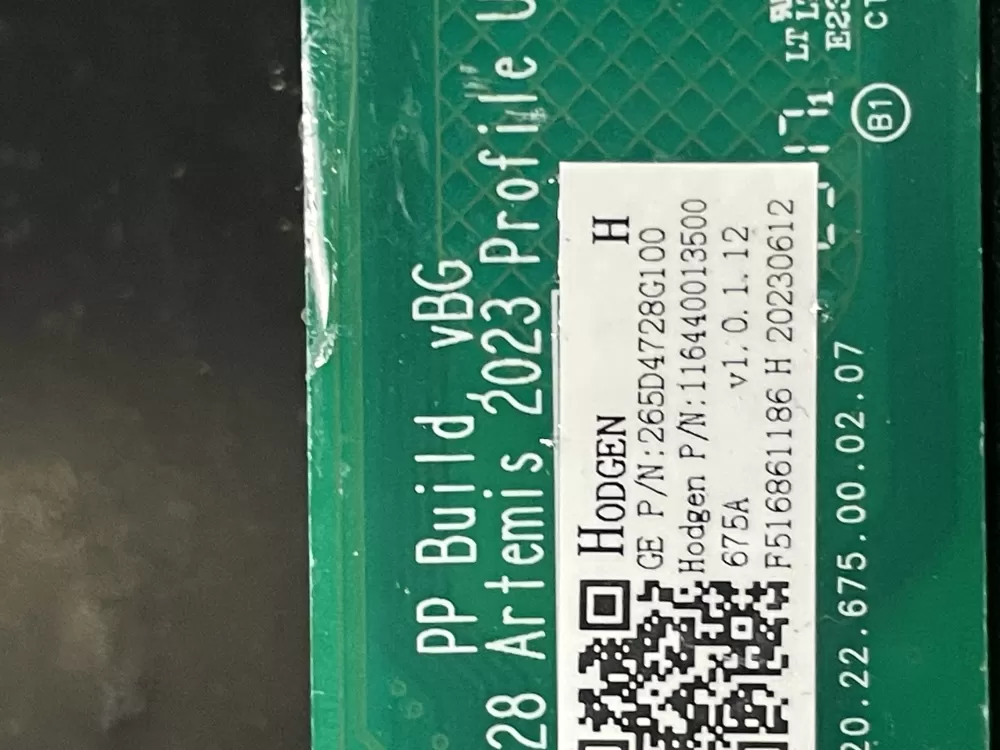 PP Build vBG
28 Artemis, 2023 Profile U
HODGEN H
GE P/N:265D4728G100
Hodgen P/N:116440013500
675A v1.0.1.12
F516861186 H 20230612
20.22.675.00.02.07
B1